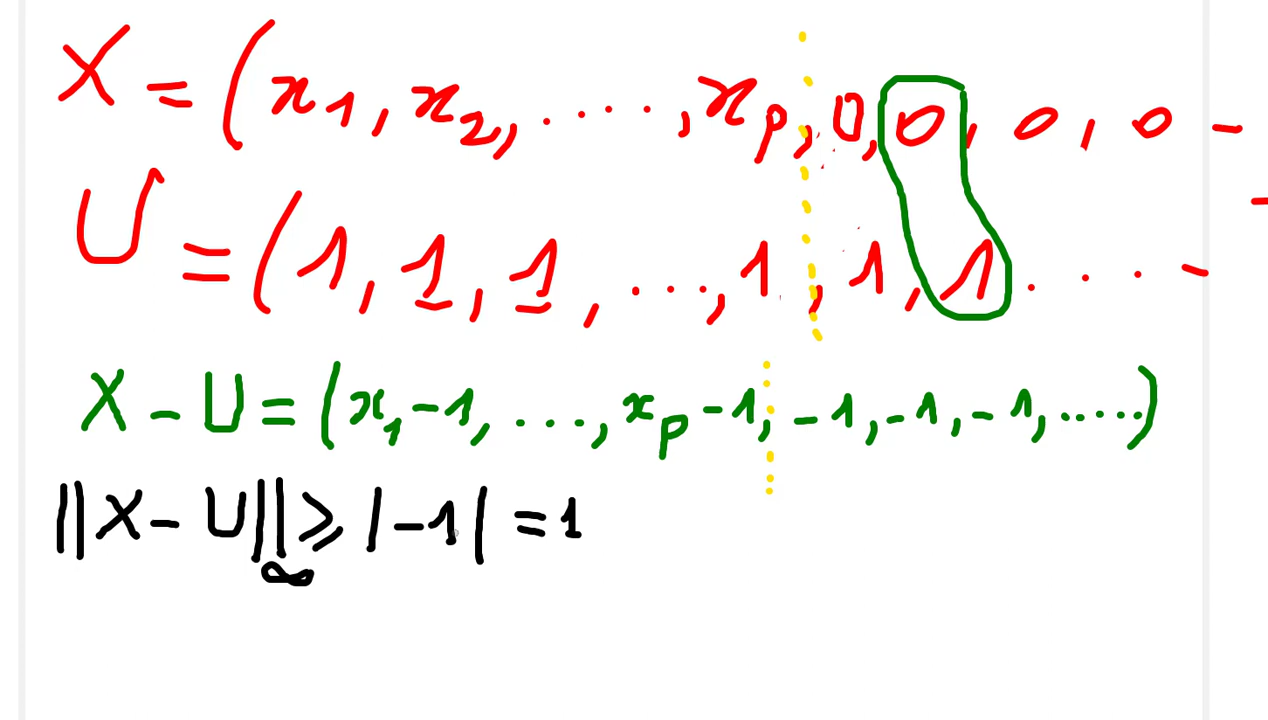 X = (x₁, x₂, ....., xₚ, 0, 0, 0, 0 -
U = (1, 1, 1, ..., 1, 1, 1 . . . -
X - U = (x₁-1, ...., xₚ-1, -1, -1, -1, .....)
||X - U||∞ ⩾ |-1| = 1